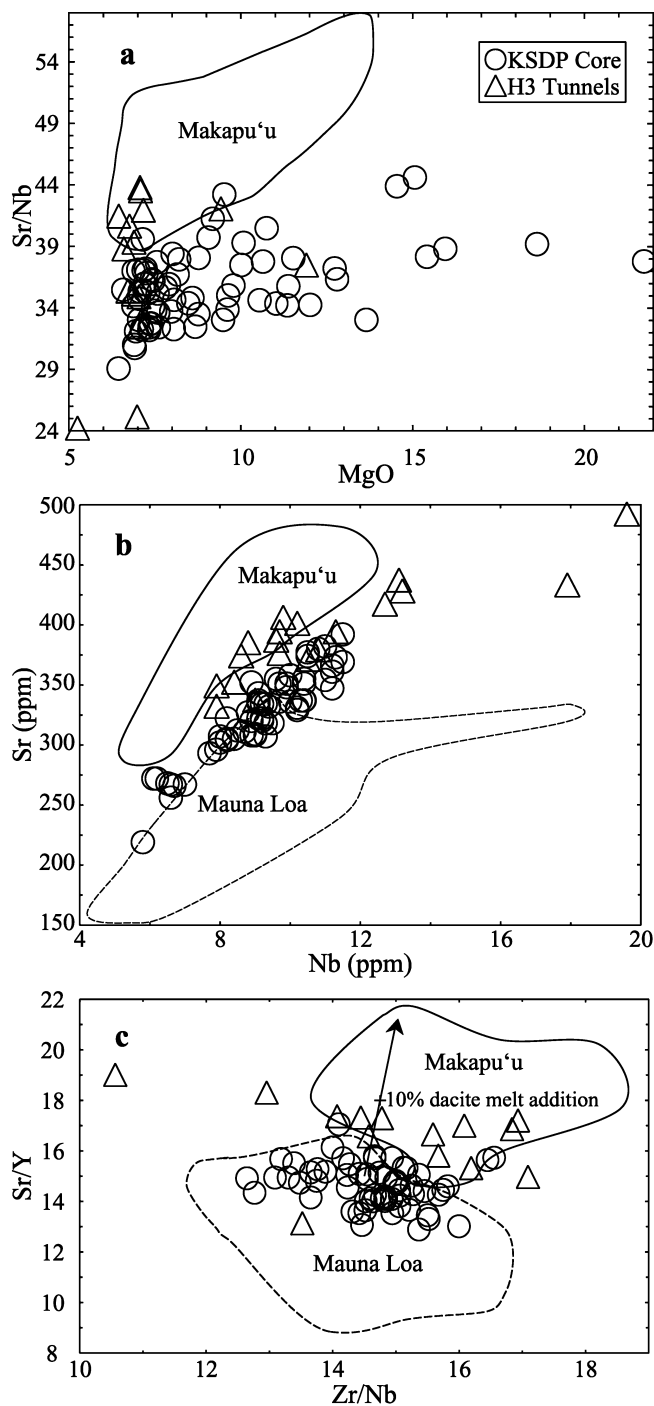 a
KSDP Core
H3 Tunnels
Makapu‘u
54
49
44
39
34
29
24
Sr/Nb
5
10
15
20
MgO
b
Makapu‘u
Mauna Loa
500
450
400
350
300
250
200
150
Sr (ppm)
4
8
12
16
20
Nb (ppm)
c
Makapu‘u
10% dacite melt addition
Mauna Loa
22
20
18
16
14
12
10
8
Sr/Y
10
12
14
16
18
Zr/Nb